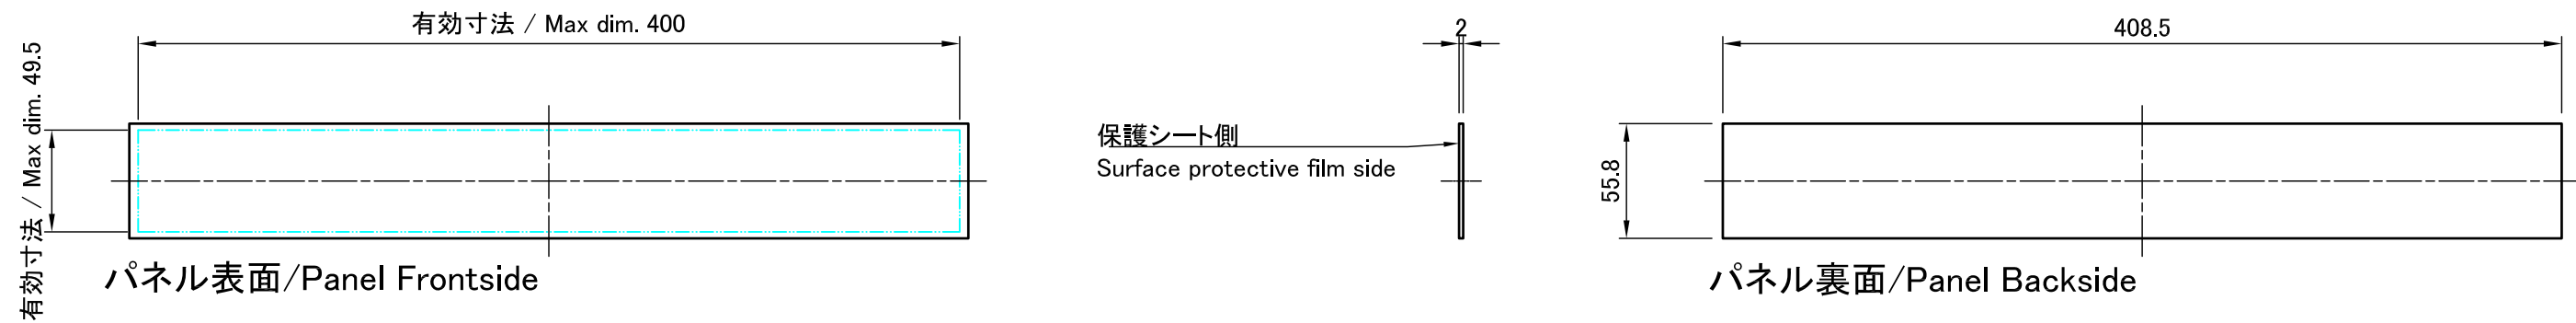 有効寸法 / Max dim. 400
有効寸法 / Max dim. 49.5
パネル表面/Panel Frontside
2
保護シート側
Surface protective film side
408.5
55.8
パネル裏面/Panel Backside